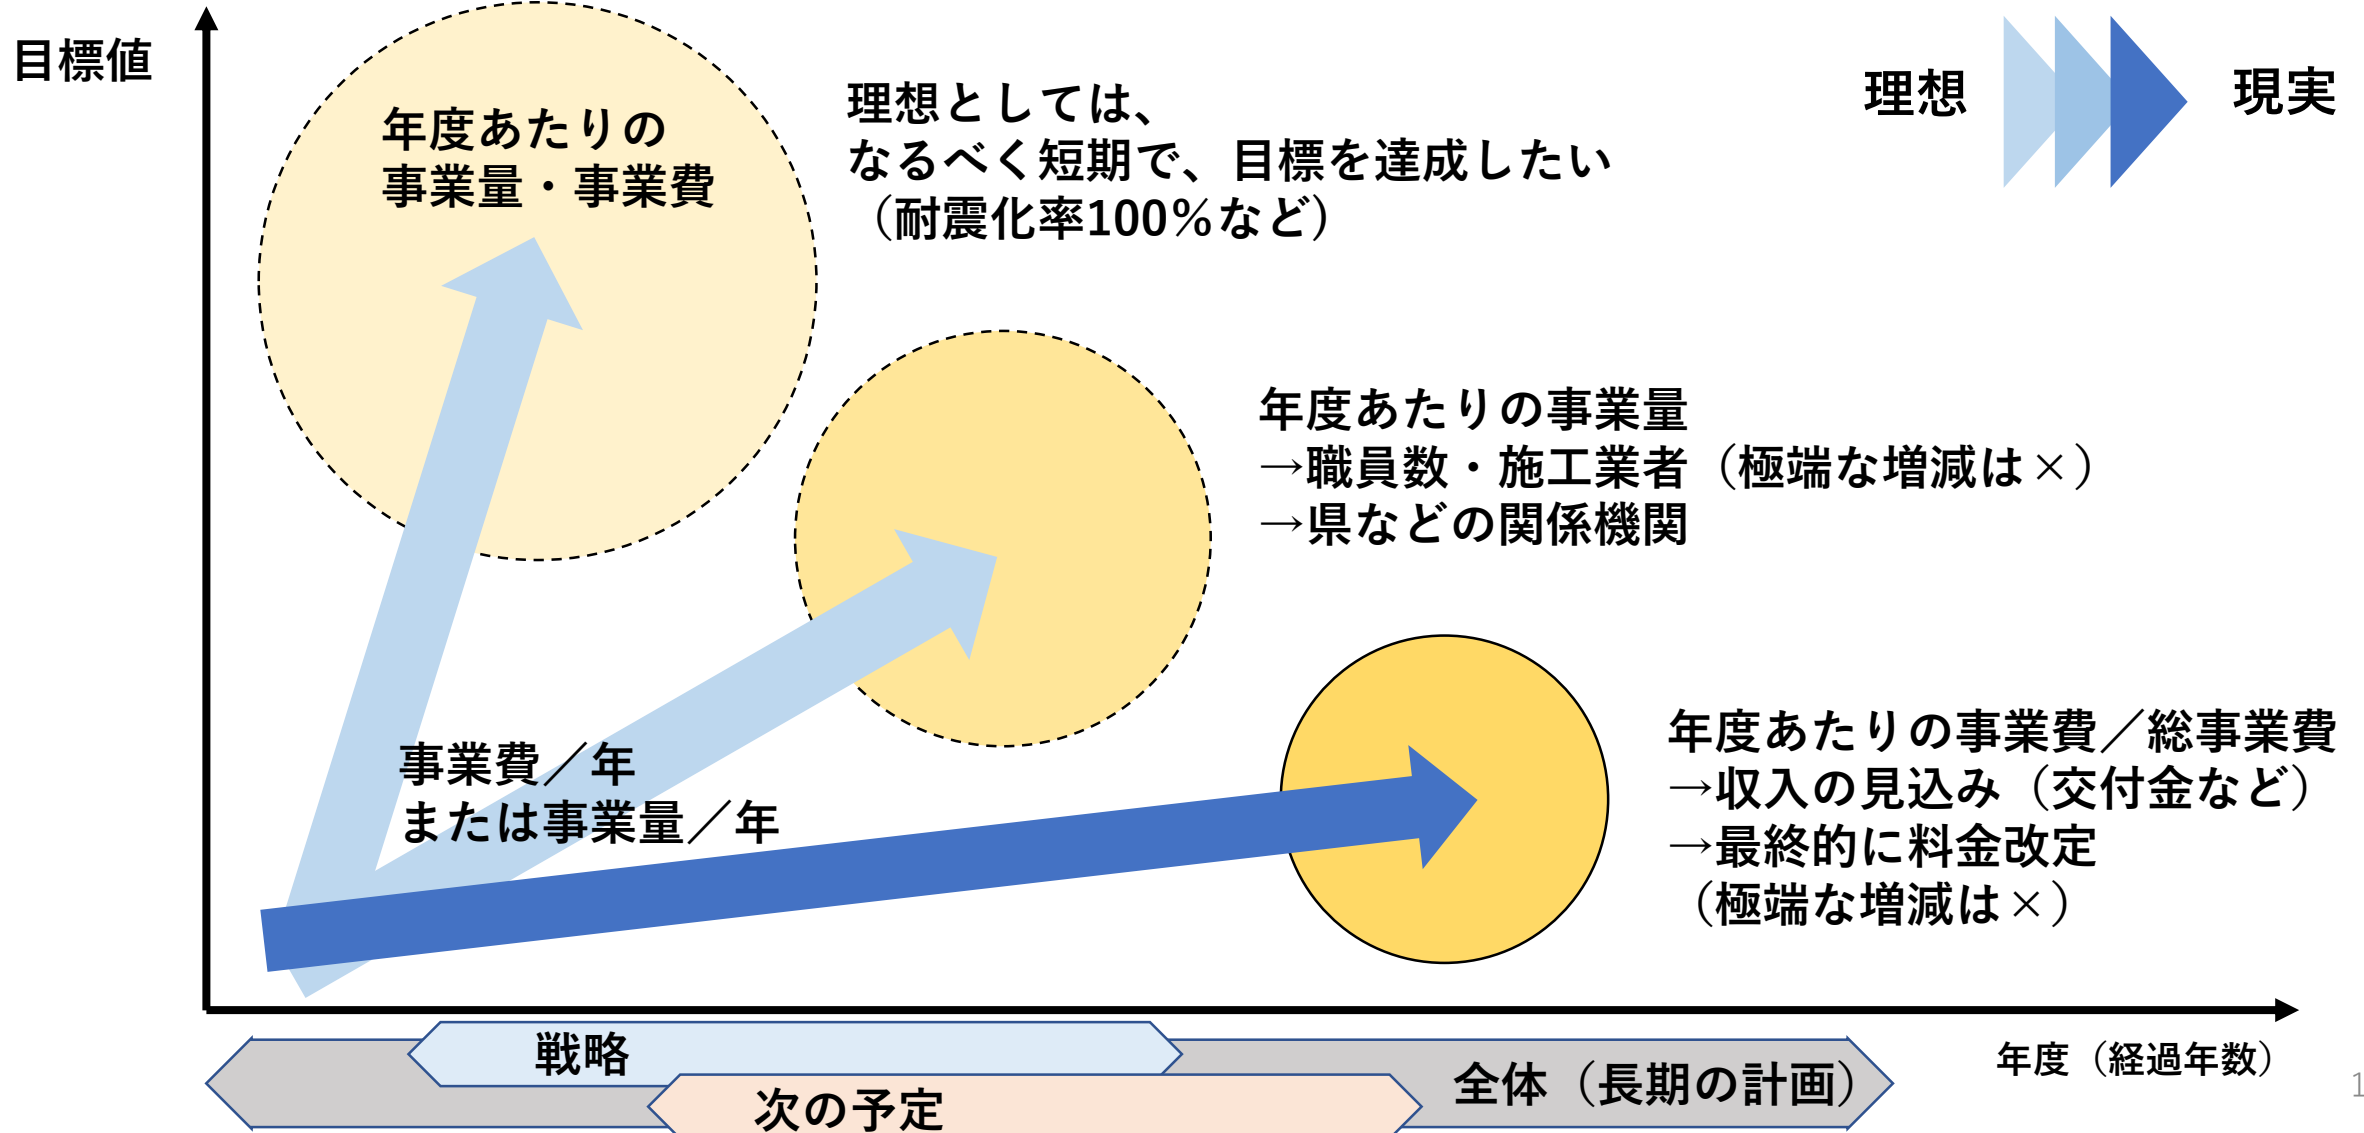 目標値
年度あたりの
事業量・事業費
理想としては、
なるべく短期で、目標を達成したい
（耐震化率100％など）
理想
現実
年度あたりの事業量
→職員数・施工業者（極端な増減は×）
→県などの関係機関
事業費／年
または事業量／年
年度あたりの事業費／総事業費
→収入の見込み（交付金など）
→最終的に料金改定
（極端な増減は×）
戦略
次の予定
全体（長期の計画）
年度（経過年数）
1